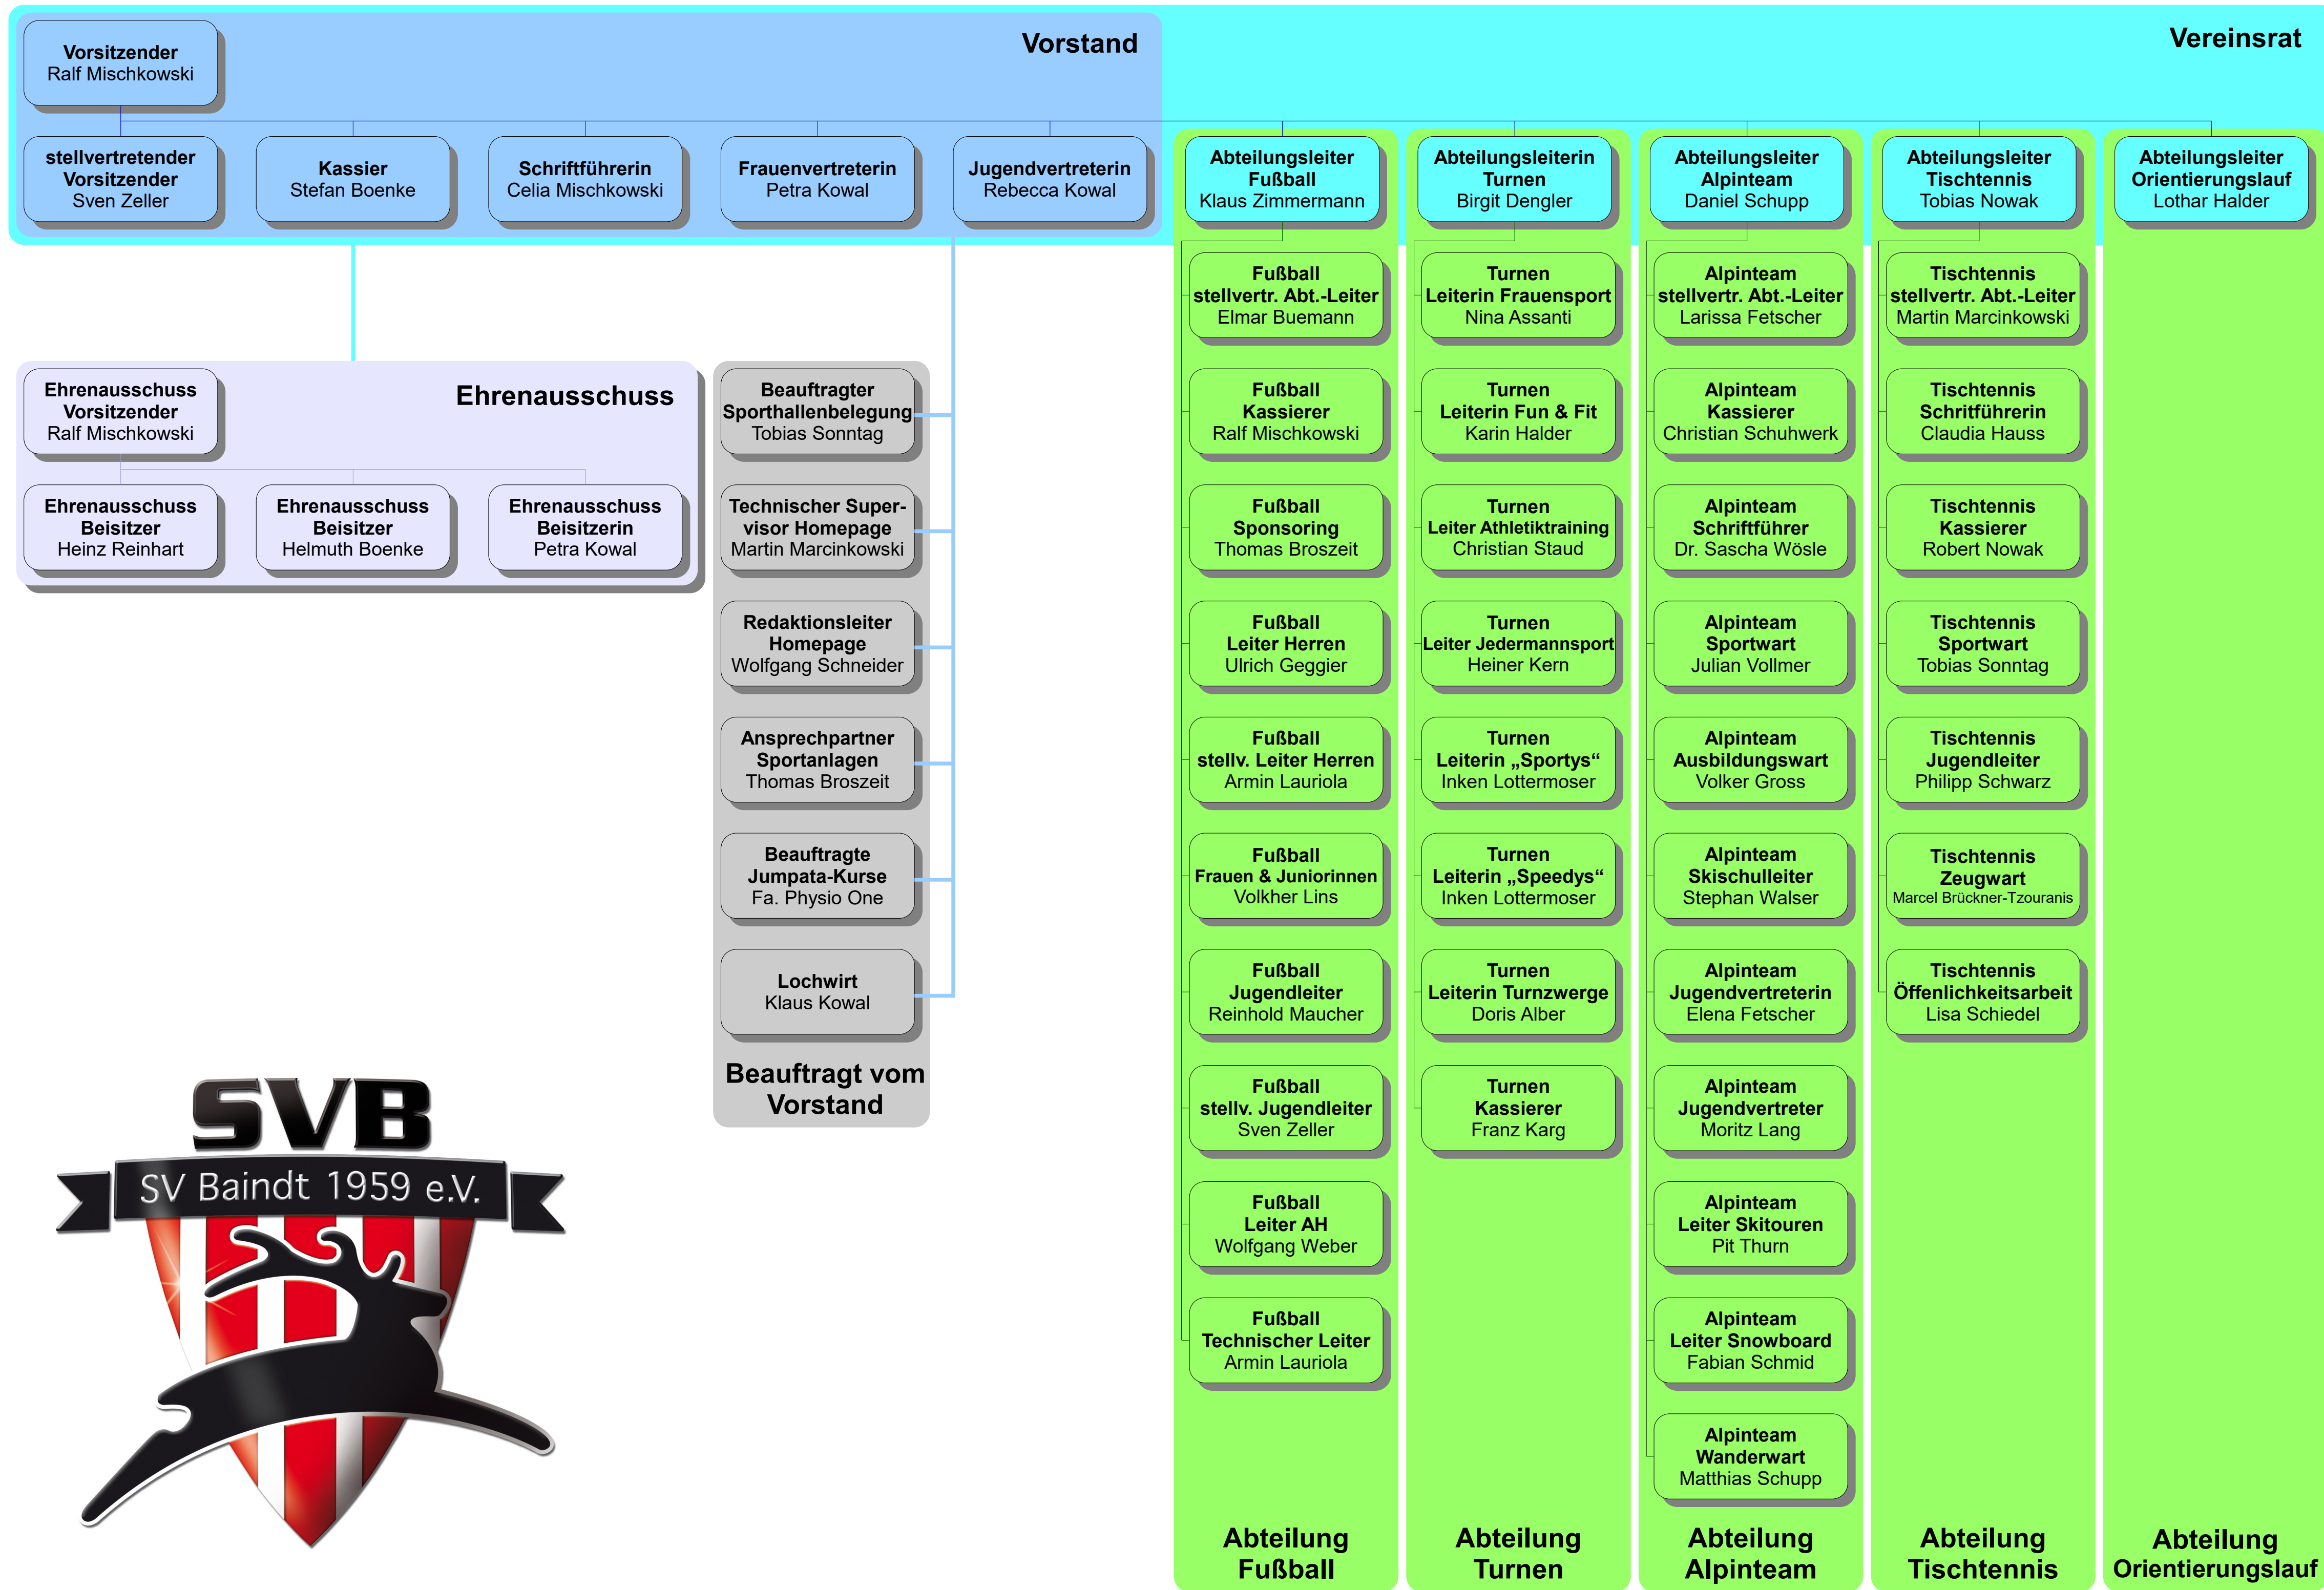 Vorstand
Vereinsrat
Vorsitzender
Ralf Mischkowski
stellvertretender
Vorsitzender
Sven Zeller
Kassier
Stefan Boenke
Schriftführerin
Celia Mischkowski
Frauenvertreterin
Petra Kowal
Jugendvertreterin
Rebecca Kowal
Abteilungsleiter
Fußball
Klaus Zimmermann
Abteilungsleiterin
Turnen
Birgit Dengler
Abteilungsleiter
Alpinteam
Daniel Schupp
Abteilungsleiter
Tischtennis
Tobias Nowak
Abteilungsleiter
Orientierungslauf
Lothar Halder
Ehrenausschuss
Ehrenausschuss
Vorsitzender
Ralf Mischkowski
Ehrenausschuss
Beisitzer
Heinz Reinhart
Ehrenausschuss
Beisitzer
Helmuth Boenke
Ehrenausschuss
Beisitzerin
Petra Kowal
Beauftragter
Sporthallenbelegung
Tobias Sonntag
Technischer Super-
visor Homepage
Martin Marcinkowski
Redaktionsleiter
Homepage
Wolfgang Schneider
Ansprechpartner
Sportanlagen
Thomas Broszeit
Beauftragte
Jumpata-Kurse
Fa. Physio One
Lochwirt
Klaus Kowal
Beauftragt vom
Vorstand
Fußball
stellvertr. Abt.-Leiter
Elmar Buemann
Fußball
Kassierer
Ralf Mischkowski
Fußball
Sponsoring
Thomas Broszeit
Fußball
Leiter Herren
Ulrich Geggier
Fußball
stellv. Leiter Herren
Armin Lauriola
Fußball
Frauen & Juniorinnen
Volkher Lins
Fußball
Jugendleiter
Reinhold Maucher
Fußball
stellv. Jugendleiter
Sven Zeller
Fußball
Leiter AH
Wolfgang Weber
Fußball
Technischer Leiter
Armin Lauriola
Abteilung
Fußball
Turnen
Leiterin Frauensport
Nina Assanti
Turnen
Leiterin Fun & Fit
Karin Halder
Turnen
Leiter Athletiktraining
Christian Staud
Turnen
Leiter Jedermannsport
Heiner Kern
Turnen
Leiterin „Sportys“
Inken Lottermoser
Turnen
Leiterin „Speedys“
Inken Lottermoser
Turnen
Leiterin Turnzwerge
Doris Alber
Turnen
Kassierer
Franz Karg
Abteilung
Turnen
Alpinteam
stellvertr. Abt.-Leiter
Larissa Fetscher
Alpinteam
Kassierer
Christian Schuhwerk
Alpinteam
Schriftführer
Dr. Sascha Wösle
Alpinteam
Sportwart
Julian Vollmer
Alpinteam
Ausbildungswart
Volker Gross
Alpinteam
Skischulleiter
Stephan Walser
Alpinteam
Jugendvertreterin
Elena Fetscher
Alpinteam
Jugendvertreter
Moritz Lang
Alpinteam
Leiter Skitouren
Pit Thurn
Alpinteam
Leiter Snowboard
Fabian Schmid
Alpinteam
Wanderwart
Matthias Schupp
Abteilung
Alpinteam
Tischtennis
stellvertr. Abt.-Leiter
Martin Marcinkowski
Tischtennis
Schritführerin
Claudia Hauss
Tischtennis
Kassierer
Robert Nowak
Tischtennis
Sportwart
Tobias Sonntag
Tischtennis
Jugendleiter
Philipp Schwarz
Tischtennis
Zeugwart
Marcel Brückner-Tzouranis
Tischtennis
Öffenlichkeitsarbeit
Lisa Schiedel
Abteilung
Tischtennis
Abteilung
Orientierungslauf
SVB
SV Baindt 1959 e.V.